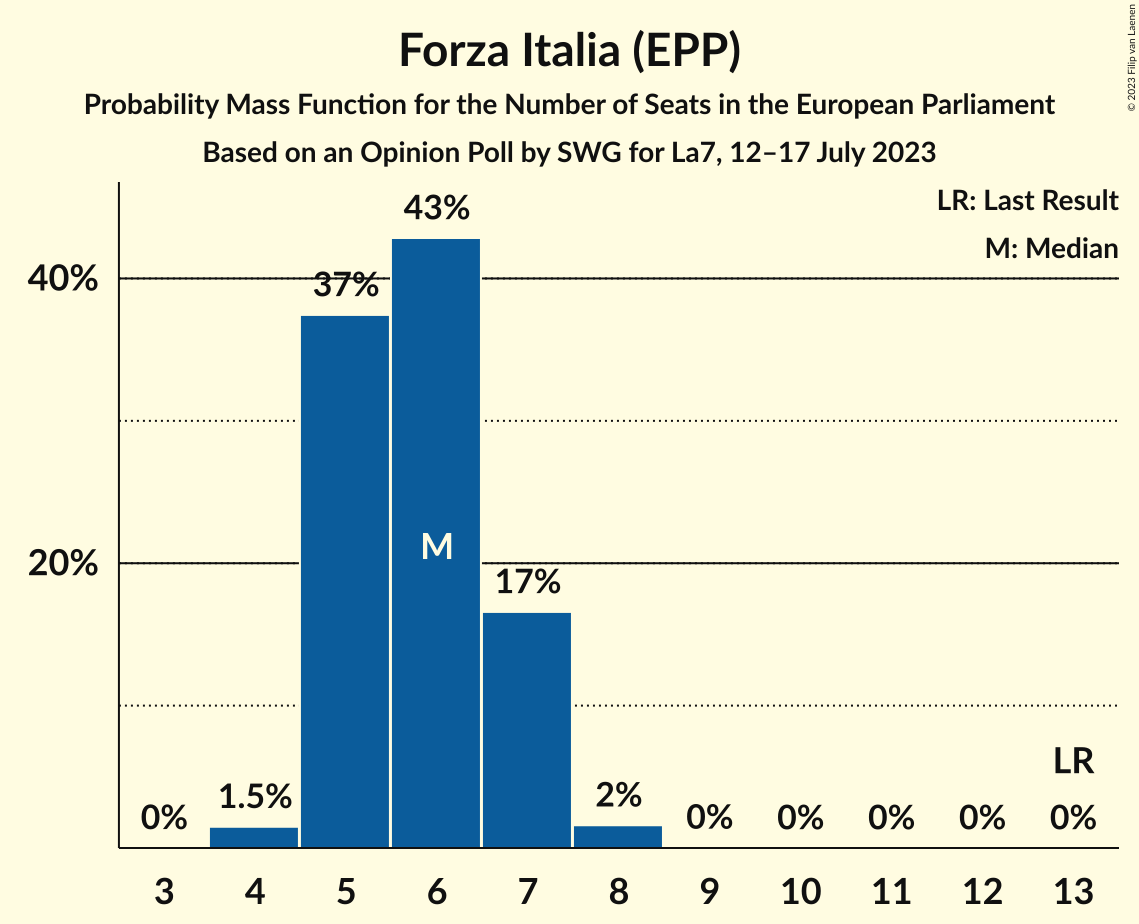 Forza Italia (EPP)
Probability Mass Function for the Number of Seats in the European Parliament
Based on an Opinion Poll by SWG for La7, 12–17 July 2023
© 2023 Filip van Laenen
LR: Last Result
M: Median
40%
20%
0%
1.5%
37%
43%
M
17%
2%
0%
0%
0%
0%
LR
0%
3 4 5 6 7 8 9 10 11 12 13